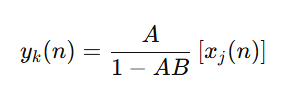 y_k(n) = \frac{A}{1 - AB} [x_j(n)]